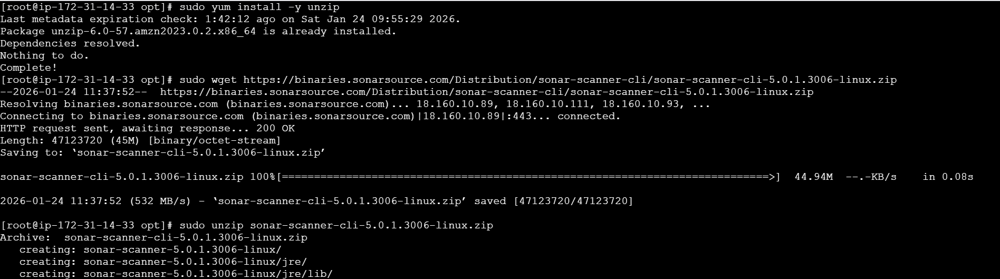 [root@ip-172-31-14-33 opt]# sudo yum install -y unzip
Last metadata expiration check: 1:42:12 ago on Sat Jan 24 09:55:29 2026.
Package unzip-6.0-57.amzn2023.0.2.x86_64 is already installed.
Dependencies resolved.
Nothing to do.
Complete!
[root@ip-172-31-14-33 opt]# sudo wget https://binaries.sonarsource.com/Distribution/sonar-scanner-cli/sonar-scanner-cli-5.0.1.3006-linux.zip
--2026-01-24 11:37:52--  https://binaries.sonarsource.com/Distribution/sonar-scanner-cli/sonar-scanner-cli-5.0.1.3006-linux.zip
Resolving binaries.sonarsource.com (binaries.sonarsource.com)... 18.160.10.89, 18.160.10.111, 18.160.10.93, ...
Connecting to binaries.sonarsource.com (binaries.sonarsource.com)|18.160.10.89|:443... connected.
HTTP request sent, awaiting response... 200 OK
Length: 47123720 (45M) [binary/octet-stream]
Saving to: ‘sonar-scanner-cli-5.0.1.3006-linux.zip’
sonar-scanner-cli-5.0.1.3006-linux.zip 100%[============================================================================>]  44.94M  --.-KB/s    in 0.08s
2026-01-24 11:37:52 (532 MB/s) - ‘sonar-scanner-cli-5.0.1.3006-linux.zip’ saved [47123720/47123720]
[root@ip-172-31-14-33 opt]# sudo unzip sonar-scanner-cli-5.0.1.3006-linux.zip
Archive:  sonar-scanner-cli-5.0.1.3006-linux.zip
   creating: sonar-scanner-5.0.1.3006-linux/
   creating: sonar-scanner-5.0.1.3006-linux/jre/
   creating: sonar-scanner-5.0.1.3006-linux/jre/lib/